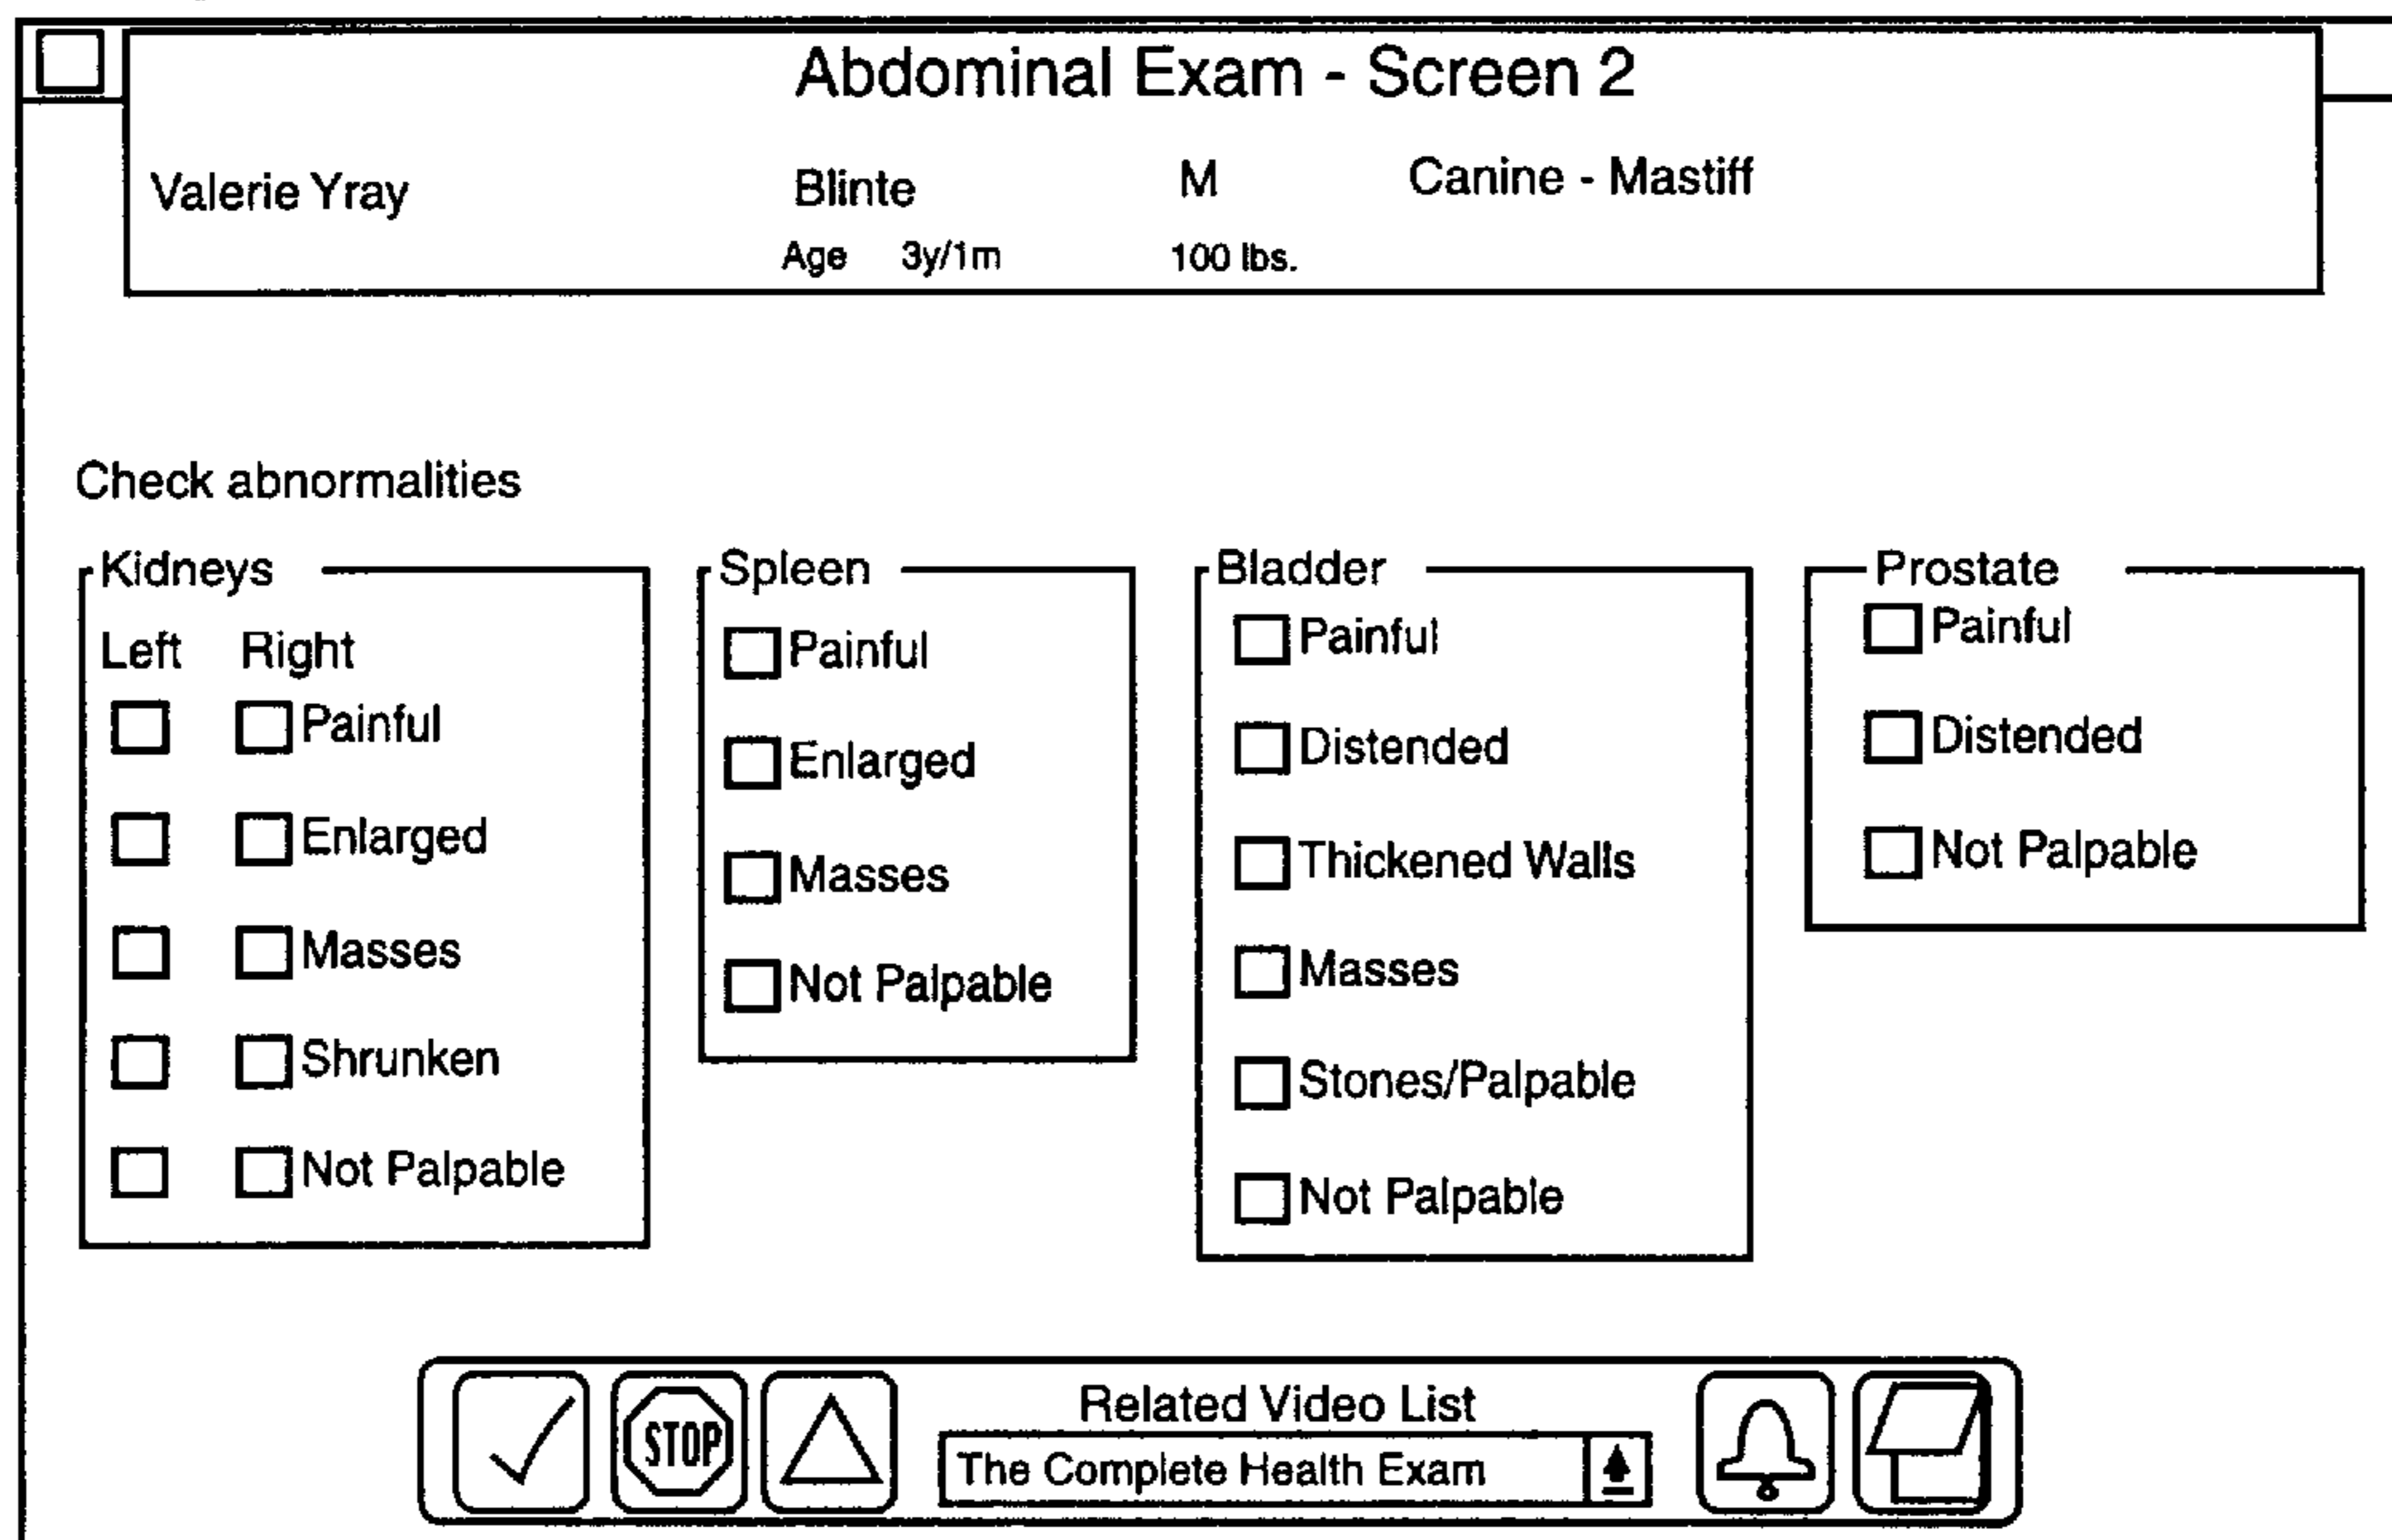 Abdominal Exam - Screen 2
Valerie Yray Blinte M Canine - Mastiff
Age 3y/1m 100 lbs.
Check abnormalities
Kidneys
Left Right
Painful
Enlarged
Masses
Shrunken
Not Palpable
Spleen
Painful
Enlarged
Masses
Not Palpable
Bladder
Painful
Distended
Thickened Walls
Masses
Stones/Palpable
Not Palpable
Prostate
Painful
Distended
Not Palpable
STOP
Related Video List
The Complete Health Exam